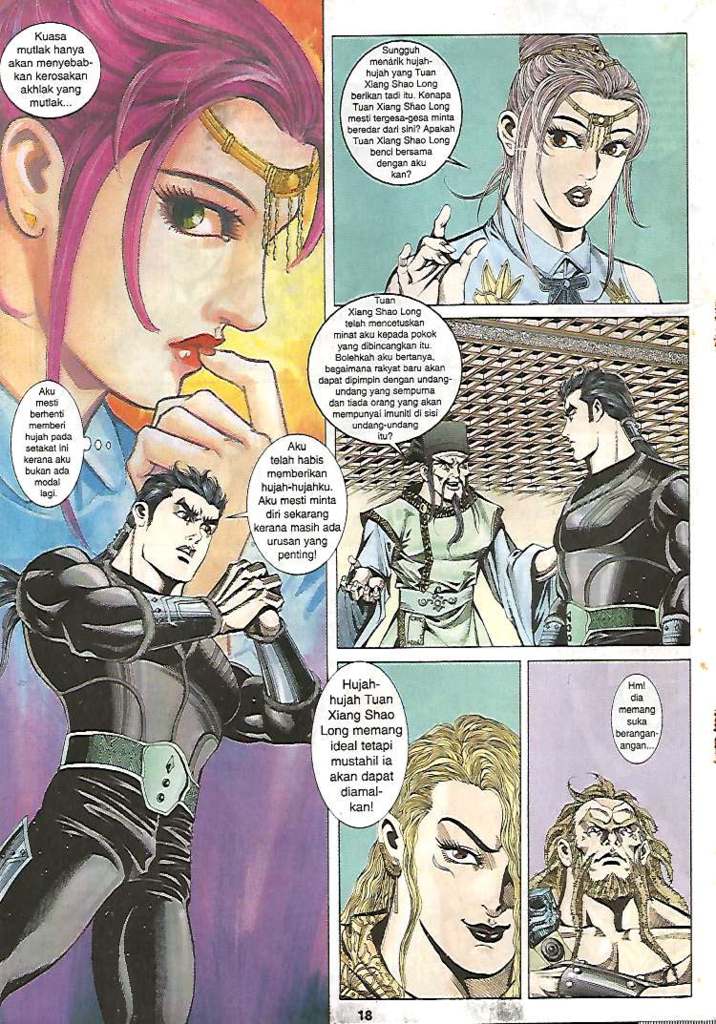 Kuasa
mutlak hanya
akan menyebab-
kan kerosakan
akhlak yang
mutlak...
Aku
mesti
berhenti
memberi
hujah pada
setakat ini
kerana aku
bukan ada
modal
lagi.
Aku
telah habis
memberikan
hujah-hujahku.
Aku mesti minta
diri sekarang
kerana masih ada
urusan yang
penting!
Sungguh
menarik hujah-
hujah yang Tuan
Xiang Shao Long
berikan tadi itu. Kenapa
Tuan Xiang Shao Long
mesti tergesa-gesa minta
beredar dari sini? Apakah
Tuan Xiang Shao Long
benci bersema
dengan aku
kan?
Tuan
Xiang Shao Long
telah mencetuskan
minat aku kepada pokok
yang dibincangkan itu.
Bolehkah aku bertanya,
bagaimana rakyat baru akan
dapat dipimpin dengan undang-
undang yang sempurna
dan tiada orang yang akan
mempunyai imuniti di sisi
undang-undang
itu?
Hujah-
hujah Tuan
Xiang Shao
Long memang
ideal tetapi
mustahil ia
akan dapat
diamal-
kan!
Hm!
dia
memang
suka
berangan-
angan...
18